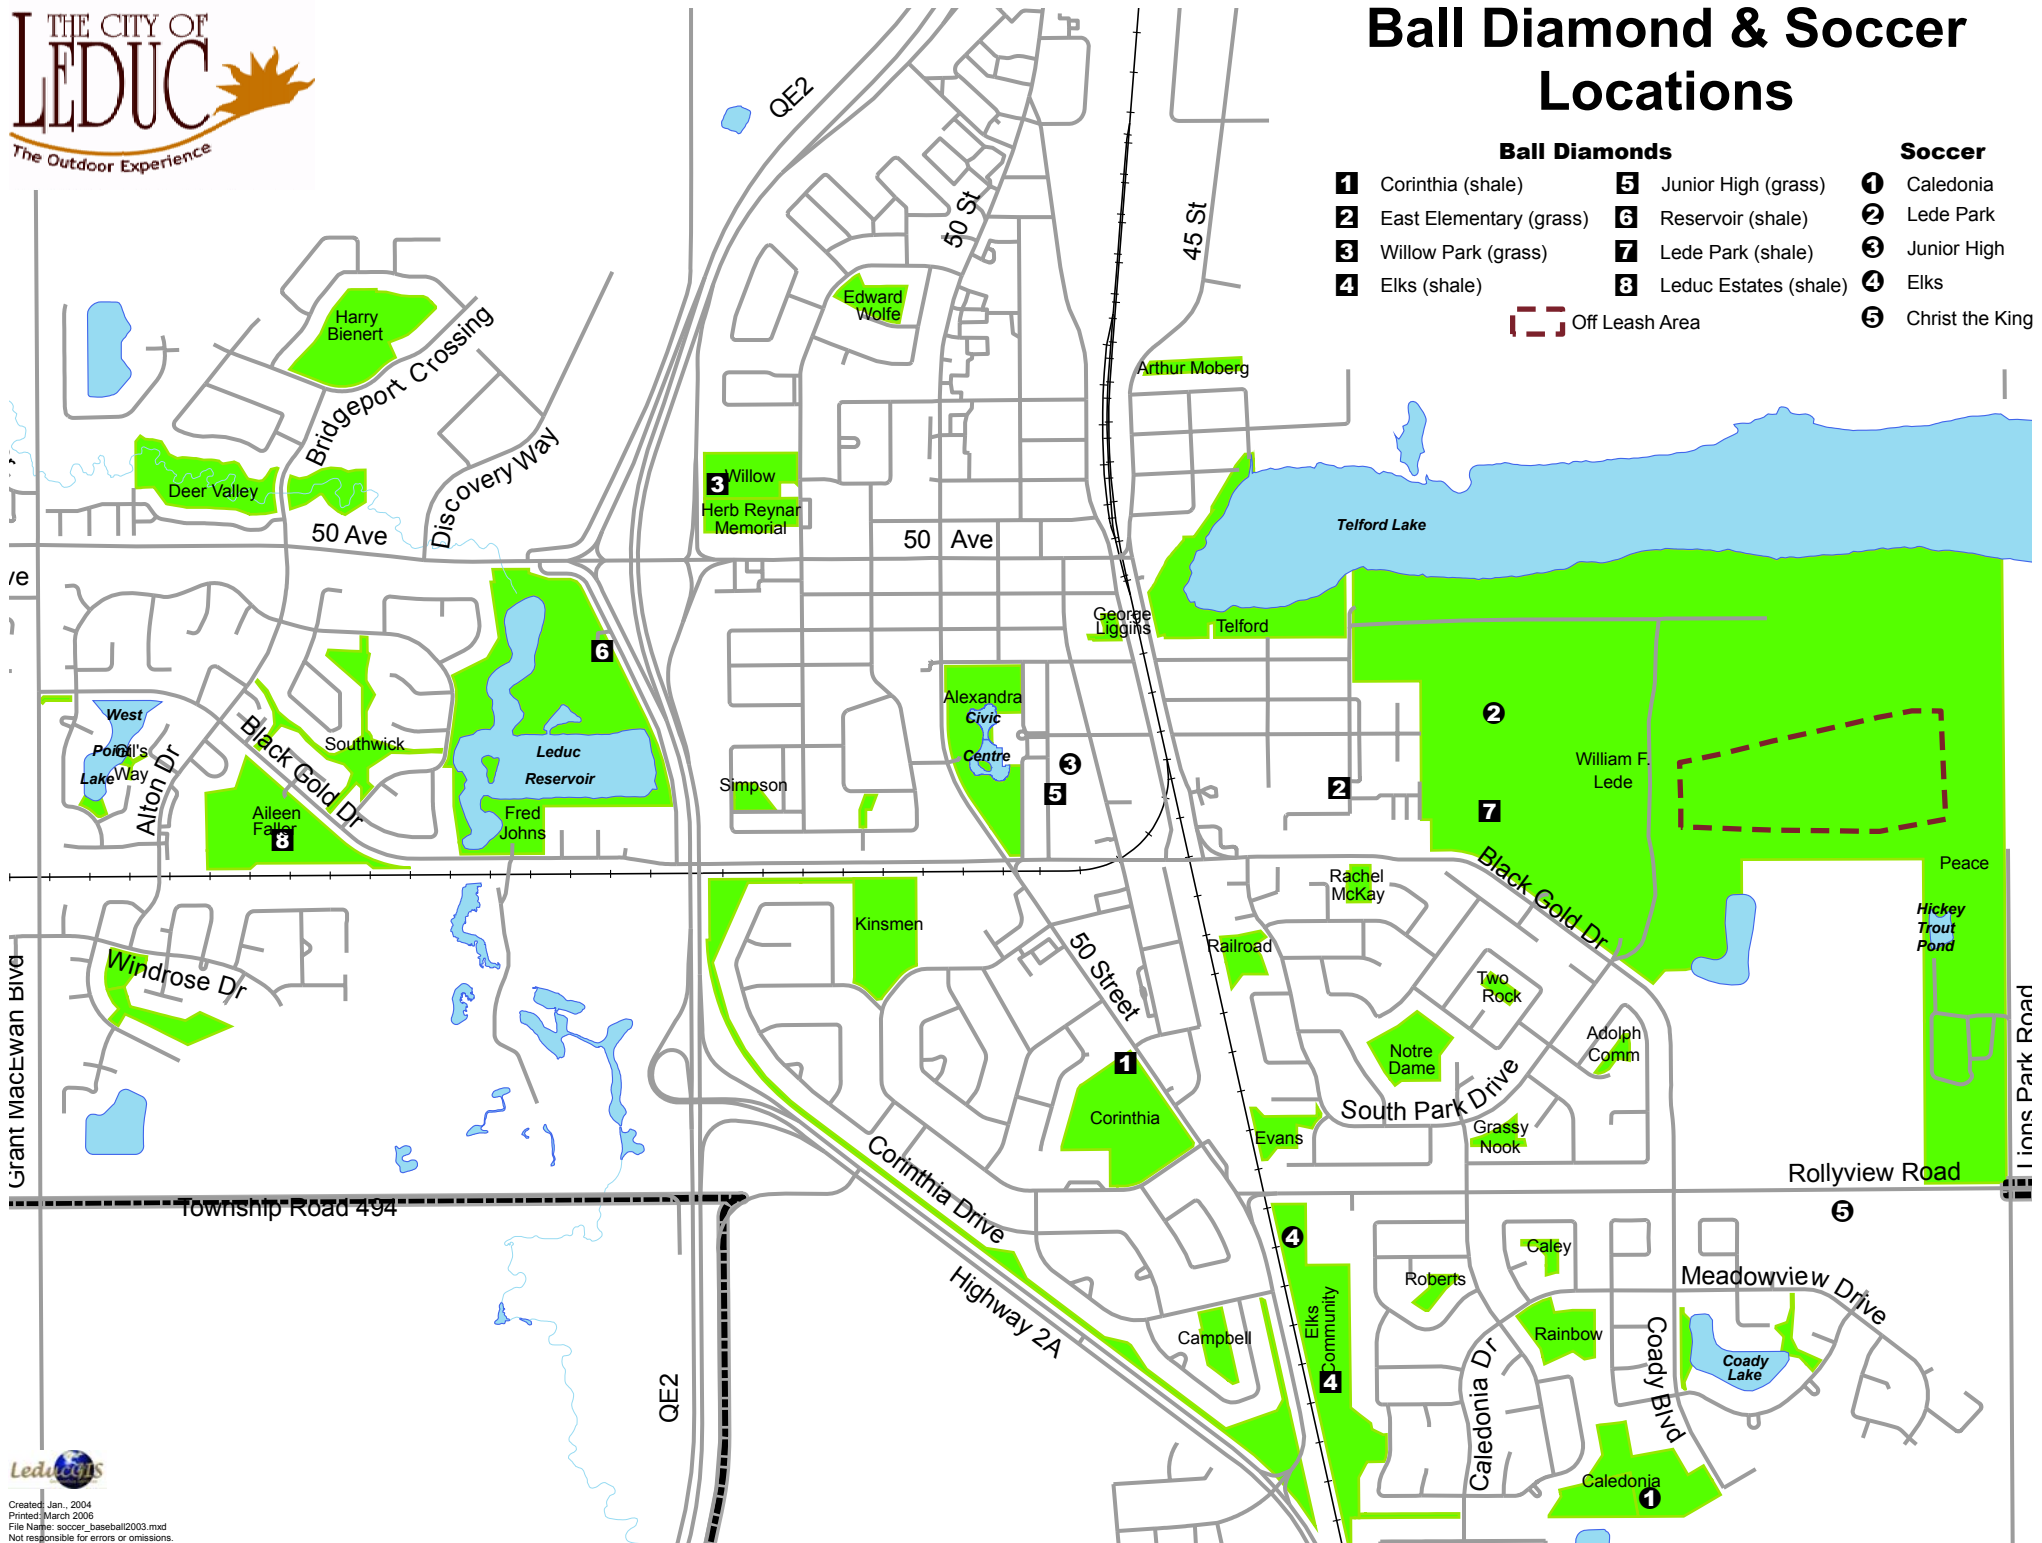 THE CITY OF
LEDUC
The Outdoor Experience
Ball Diamond & Soccer
Locations
Ball Diamonds
Soccer
1 Corinthia (shale)
2 East Elementary (grass)
3 Willow Park (grass)
4 Elks (shale)
5 Junior High (grass)
6 Reservoir (shale)
7 Lede Park (shale)
8 Leduc Estates (shale)
1 Caledonia
2 Lede Park
3 Junior High
4 Elks
5 Christ the King
Off Leash Area
QE2
50 St
45 St
Edward
Wolfe
Harry
Bienert
Bridgeport Crossing
Discovery Way
Arthur Moberg
Deer Valley
3
Willow
Herb Reynar
Memorial
50 Ave
50 Ave
Telford Lake
ve
George
Liggins
Telford
6
Alexandra
Civic
Centre
West
Point
Lake
Gil's
Way
Alton Dr
Black Gold Dr
Southwick
Leduc
Reservoir
Simpson
3
5
2
2
7
William F.
Lede
Aileen
Faller
8
Fred
Johns
Peace
Black Gold Dr
Rachel
McKay
Kinsmen
Railroad
50 Street
Hickey
Trout
Pond
Windrose Dr
Grant MacEwan Blvd
Two
Rock
Adolph
Comm
Notre
Dame
South Park Drive
Lions Park Road
1
Corinthia
Evans
Grassy
Nook
Corinthia Drive
Rollyview Road
Township Road 494
5
4
Caley
Roberts
Meadowview Drive
Highway 2A
Elks
Community
Campbell
Rainbow
Coady Blvd
Coady
Lake
QE2
4
Caledonia Dr
Caledonia
1
LeducGIS
Created: Jan., 2004
Printed: March 2006
File Name: soccer_baseball2003.mxd
Not responsible for errors or omissions.